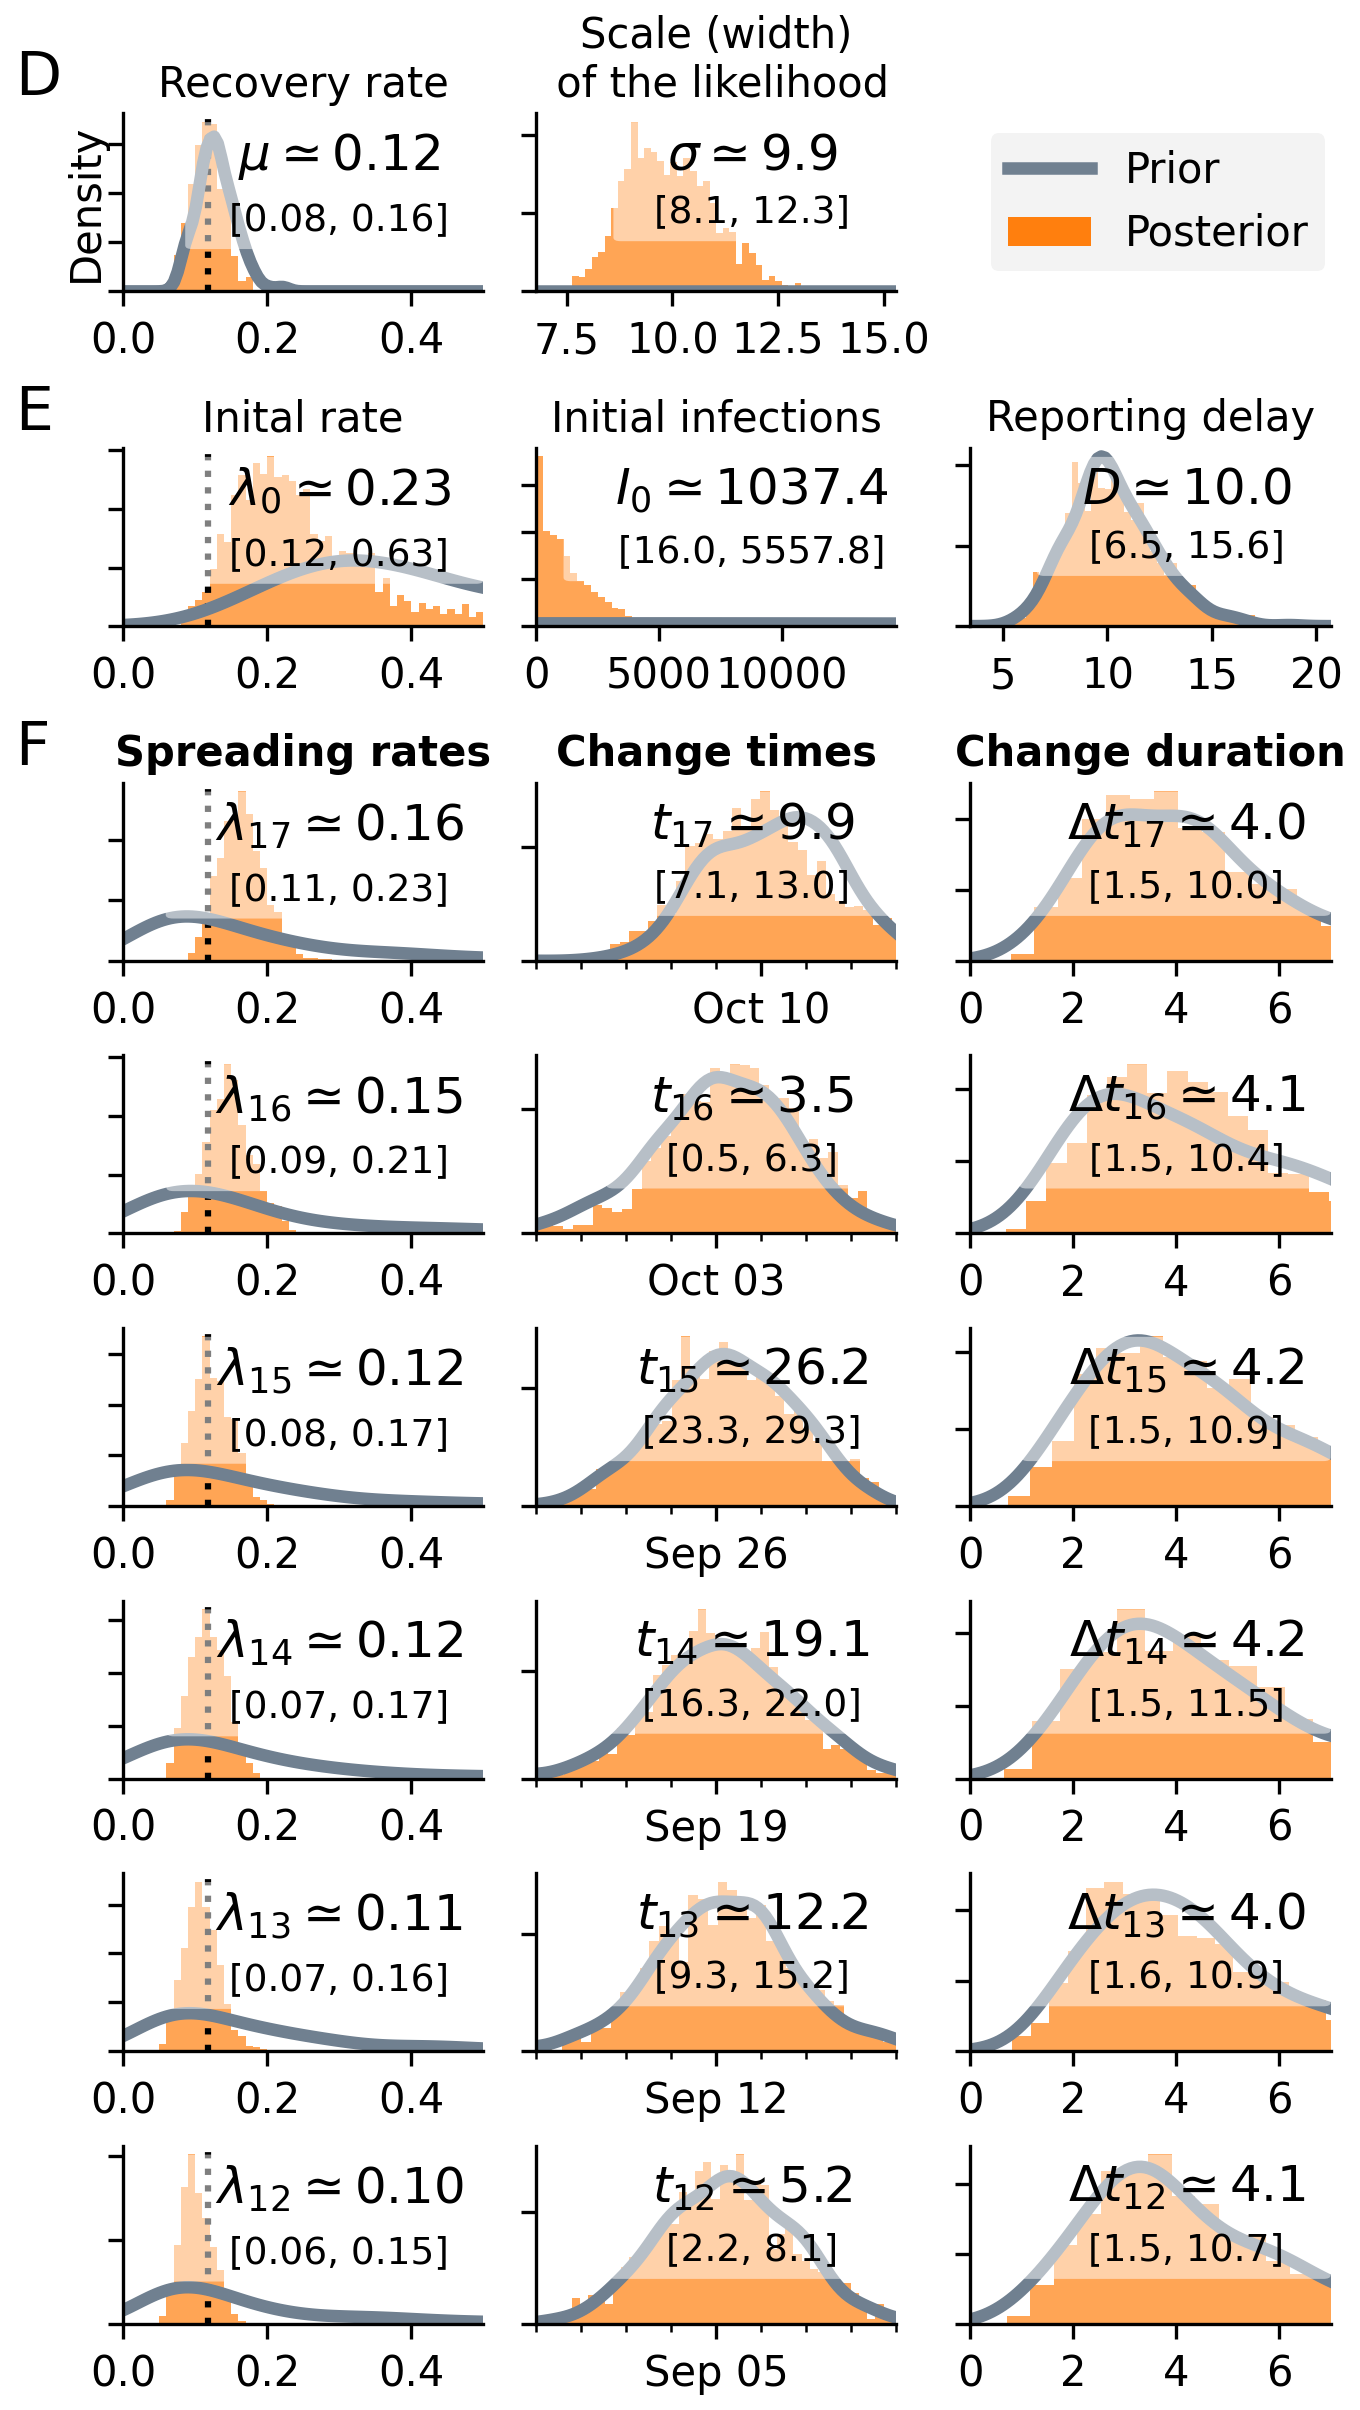 D
Recovery rate
Scale (width)
of the likelihood
Density
μ ≃ 0.12
[0.08, 0.16]
0.0 0.2 0.4
σ ≃ 9.9
[8.1, 12.3]
7.5 10.0 12.5 15.0
Prior
Posterior
E
Inital rate
λ0 ≃ 0.23
[0.12, 0.63]
0.0 0.2 0.4
Initial infections
I0 ≃ 1037.4
[16.0, 5557.8]
0 5000 10000
Reporting delay
D ≃ 10.0
[6.5, 15.6]
5 10 15 20
F
Spreading rates
Change times
Change duration
λ17 ≃ 0.16
[0.11, 0.23]
0.0 0.2 0.4
t17 ≃ 9.9
[7.1, 13.0]
Oct 10
Δt17 ≃ 4.0
[1.5, 10.0]
0 2 4 6
λ16 ≃ 0.15
[0.09, 0.21]
0.0 0.2 0.4
t16 ≃ 3.5
[0.5, 6.3]
Oct 03
Δt16 ≃ 4.1
[1.5, 10.4]
0 2 4 6
λ15 ≃ 0.12
[0.08, 0.17]
0.0 0.2 0.4
t15 ≃ 26.2
[23.3, 29.3]
Sep 26
Δt15 ≃ 4.2
[1.5, 10.9]
0 2 4 6
λ14 ≃ 0.12
[0.07, 0.17]
0.0 0.2 0.4
t14 ≃ 19.1
[16.3, 22.0]
Sep 19
Δt14 ≃ 4.2
[1.5, 11.5]
0 2 4 6
λ13 ≃ 0.11
[0.07, 0.16]
0.0 0.2 0.4
t13 ≃ 12.2
[9.3, 15.2]
Sep 12
Δt13 ≃ 4.0
[1.6, 10.9]
0 2 4 6
λ12 ≃ 0.10
[0.06, 0.15]
0.0 0.2 0.4
t12 ≃ 5.2
[2.2, 8.1]
Sep 05
Δt12 ≃ 4.1
[1.5, 10.7]
0 2 4 6